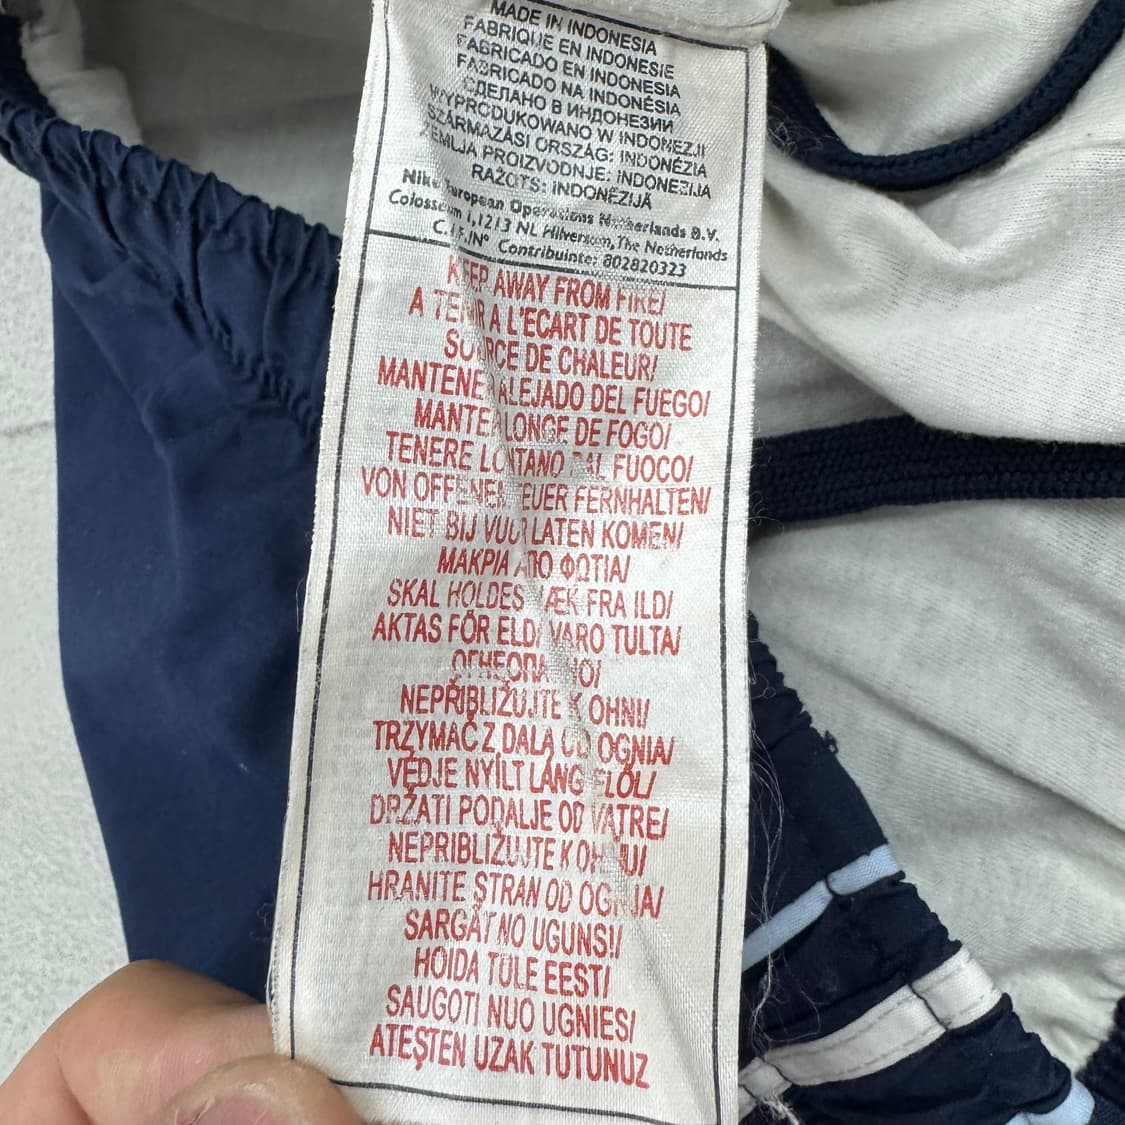 MADE IN INDONESIA
FABRIQUE EN INDONESIE
FABRICADO EN INDONESIA
FABRICADO NA INDONÉSIA
СДЕЛАНО В ИНДОНЕЗИИ
WYPRODUKOWANO W INDONEZJI
SZÁRMAZÁSI ORSZÁG: INDONÉZIA
ZEMLJA PROIZVODNJE: INDONEZIJA
RAŽOTS: INDONĒZIJĀ
Nike European Operations Netherlands B.V.
Colosseum 1,1213 NL Hilversum, The Netherlands
C.I.F./Nº Contribuinte: 802820323
KEEP AWAY FROM FIRE/
A TENIR A L'ECART DE TOUTE
SOURCE DE CHALEUR/
MANTENER ALEJADO DEL FUEGO/
MANTER LONGE DE FOGO/
TENERE LONTANO DAL FUOCO/
VON OFFENEM FEUER FERNHALTEN/
NIET BIJ VUUR LATEN KOMEN/
ΜΑΚΡΙΑ ΑΠΟ ΦΩΤΙΑ/
SKAL HOLDES VÆK FRA ILD/
AKTAS FÖR ELD/ VARO TULTA/
ОГНЕОПАСНО/
NEPŘIBLIŽUJTE K OHNI/
TRZYMAĆ Z DALA OD OGNIA/
VÉDJE NYÍLT LÁNG ELŐL/
DRŽATI PODALJE OD VATRE/
NEPRIBLIŽUJTE K OHŇU/
HRANITE STRAN OD OGNJA/
SARGĀT NO UGUNS!/
HOIDA TULE EEST/
SAUGOTI NUO UGNIES/
ATEŞTEN UZAK TUTUNUZ